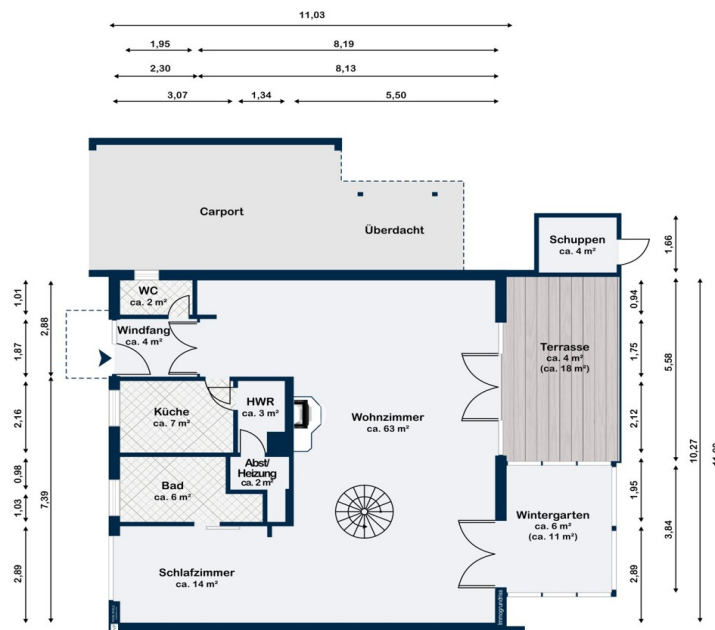 11,03
1,95
8,19
2,30
8,13
3,07
1,34
5,50
Carport
Überdacht
Schuppen
ca. 4 m²
1,66
WC
ca. 2 m²
1,01
2,88
0,94
Windfang
ca. 4 m²
1,87
Terrasse
ca. 4 m²
(ca. 18 m²)
1,75
5,58
Küche
ca. 7 m²
HWR
ca. 3 m²
Wohnzimmer
ca. 63 m²
2,16
2,12
10,27
Abst/
Heizung
ca. 2 m²
Bad
ca. 6 m²
0,98
1,03
7,39
1,95
3,84
Wintergarten
ca. 6 m²
(ca. 11 m²)
Schlafzimmer
ca. 14 m²
2,89
2,89
Immogrundriss